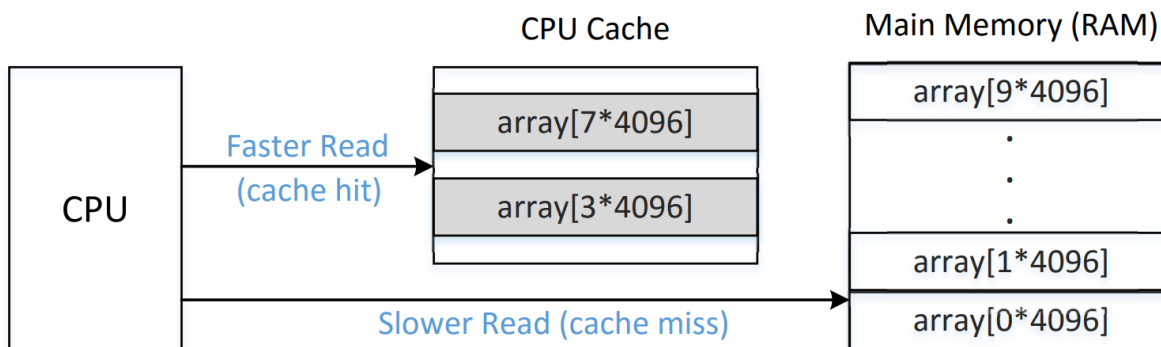 CPU Cache
Main Memory (RAM)
CPU
Faster Read
(cache hit)
array[7*4096]
array[3*4096]
Slower Read (cache miss)
array[9*4096]
.
.
.
array[1*4096]
array[0*4096]